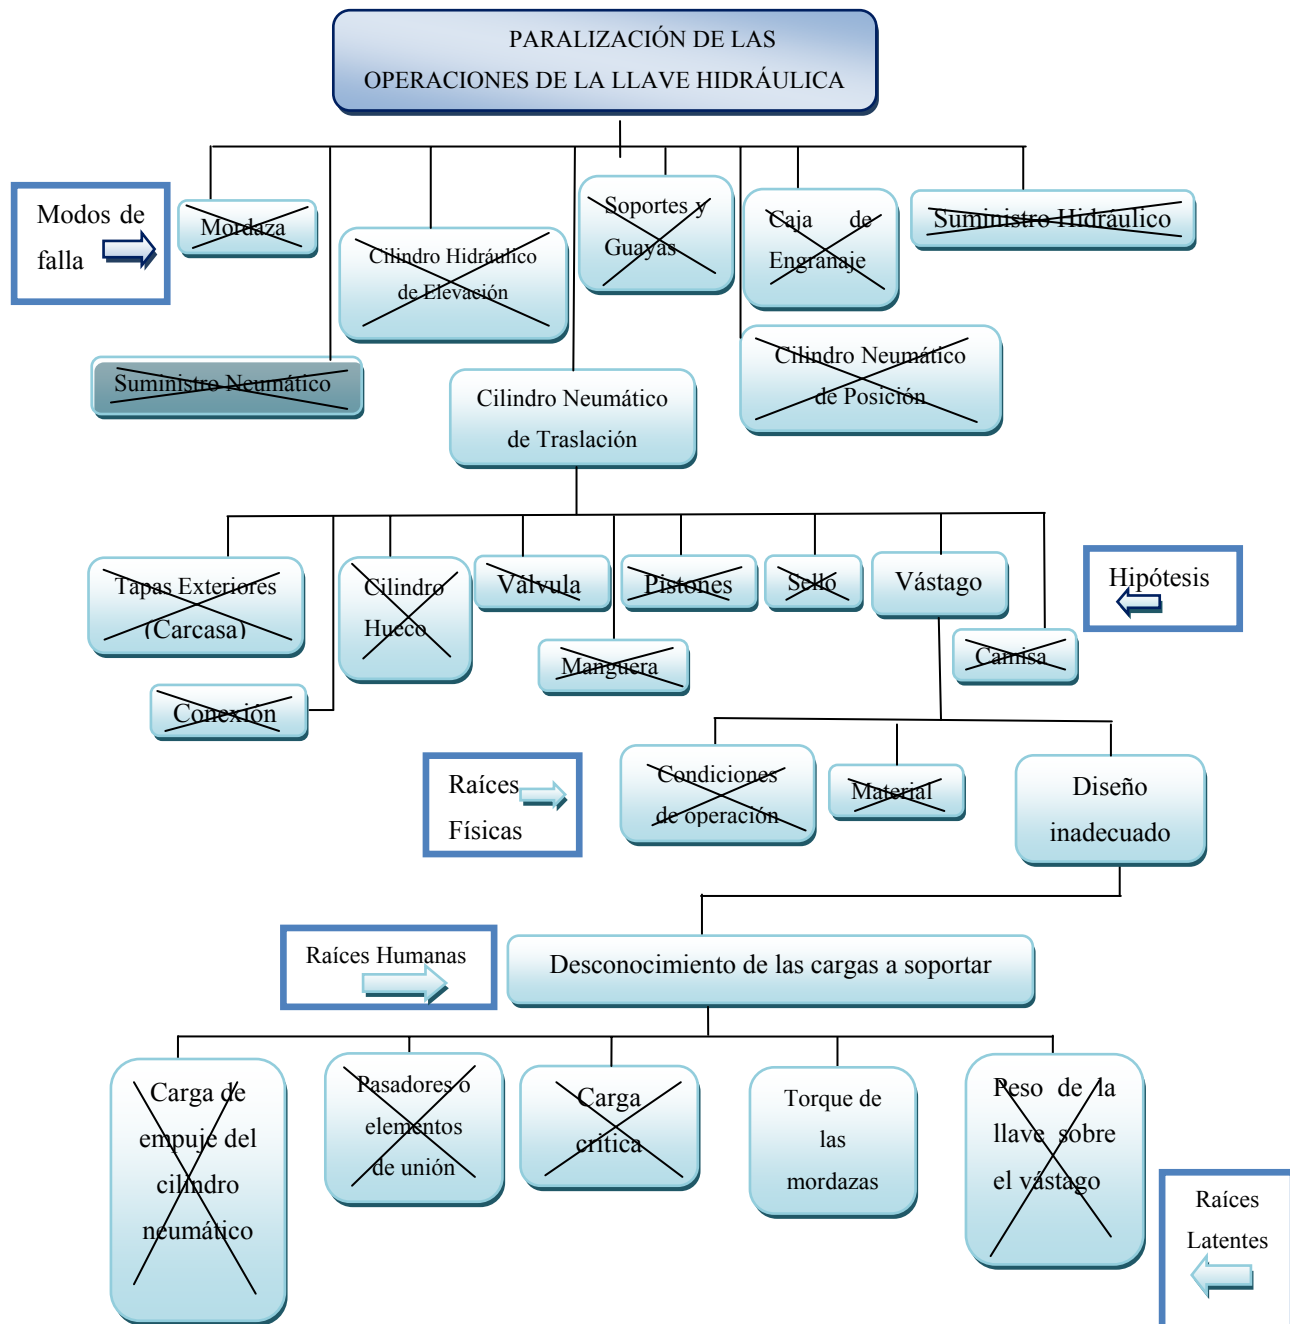 PARALIZACIÓN DE LAS
OPERACIONES DE LA LLAVE HIDRÁULICA
Modos de
falla
Mordaza
Cilindro Hidráulico
de Elevación
Soportes y
Guayas
Caja de
Engranaje
Suministro Hidráulico
Suministro Neumático
Cilindro Neumático
de Traslación
Cilindro Neumático
de Posición
Tapas Exteriores
(Carcasa)
Cilindro
Hueco
Válvula
Pistones
Sello
Vástago
Hipótesis
Conexión
Manguera
Camisa
Raíces
Físicas
Condiciones
de operación
Material
Diseño
inadecuado
Raíces Humanas
Desconocimiento de las cargas a soportar
Carga de
empuje del
cilindro
neumático
Pasadores o
elementos
de unión
Carga
crítica
Torque de
las
mordazas
Peso de la
llave sobre
el vástago
Raíces
Latentes